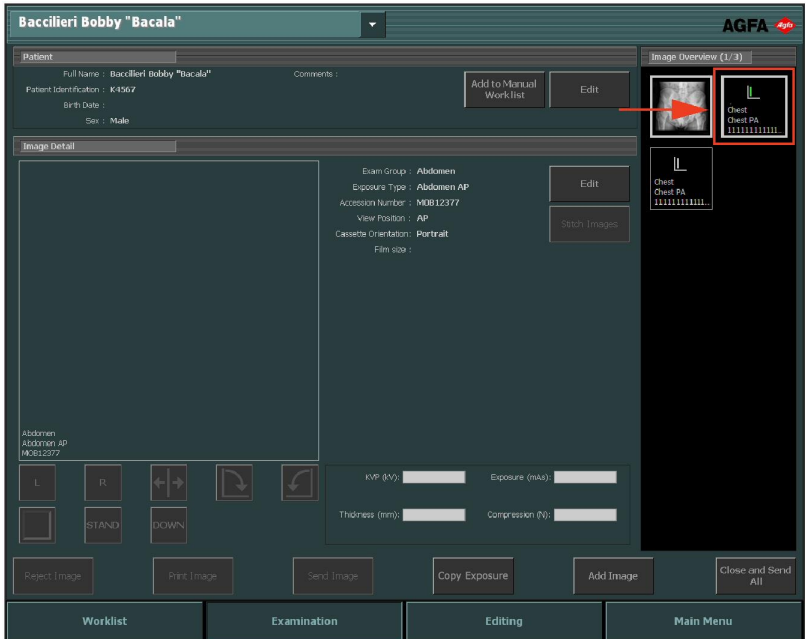 Baccilieri Bobby "Bacala"
AGFA Agfa
Patient
Full Name : Baccilieri Bobby "Bacala"
Comments :
Patient Identification : K4567
Birth Date :
Sex : Male
Add to Manual
Worklist
Edit
Image Overview (1/3)
Chest
Chest PA
111111111111...
Chest
Chest PA
111111111111...
Image Detail
Exam Group : Abdomen
Exposure Type : Abdomen AP
Accession Number : MOB12377
View Position : AP
Cassette Orientation: Portrait
Film size :
Edit
Stitch Images
Abdomen
Abdomen AP
MOB12377
L
R
STAND
DOWN
KVP (kV):
Exposure (mAs):
Thickness (mm):
Compression (N):
Reject Image
Print Image
Send Image
Copy Exposure
Add Image
Close and Send
All
Worklist
Examination
Editing
Main Menu